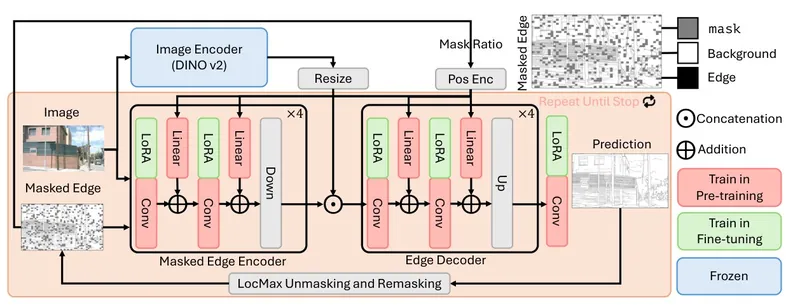 Image Encoder
(DINO v2)
Resize
Mask Ratio
Pos Enc
Masked Edge
mask
Background
Edge
Repeat Until Stop
Image
Masked Edge
×4
LoRA
Conv
Linear
LoRA
Conv
Linear
Down
Masked Edge Encoder
×4
LoRA
Conv
Linear
LoRA
Conv
Linear
Up
Edge Decoder
LoRA
Conv
Prediction
LocMax Unmasking and Remasking
Concatenation
Addition
Train in
Pre-training
Train in
Fine-tuning
Frozen